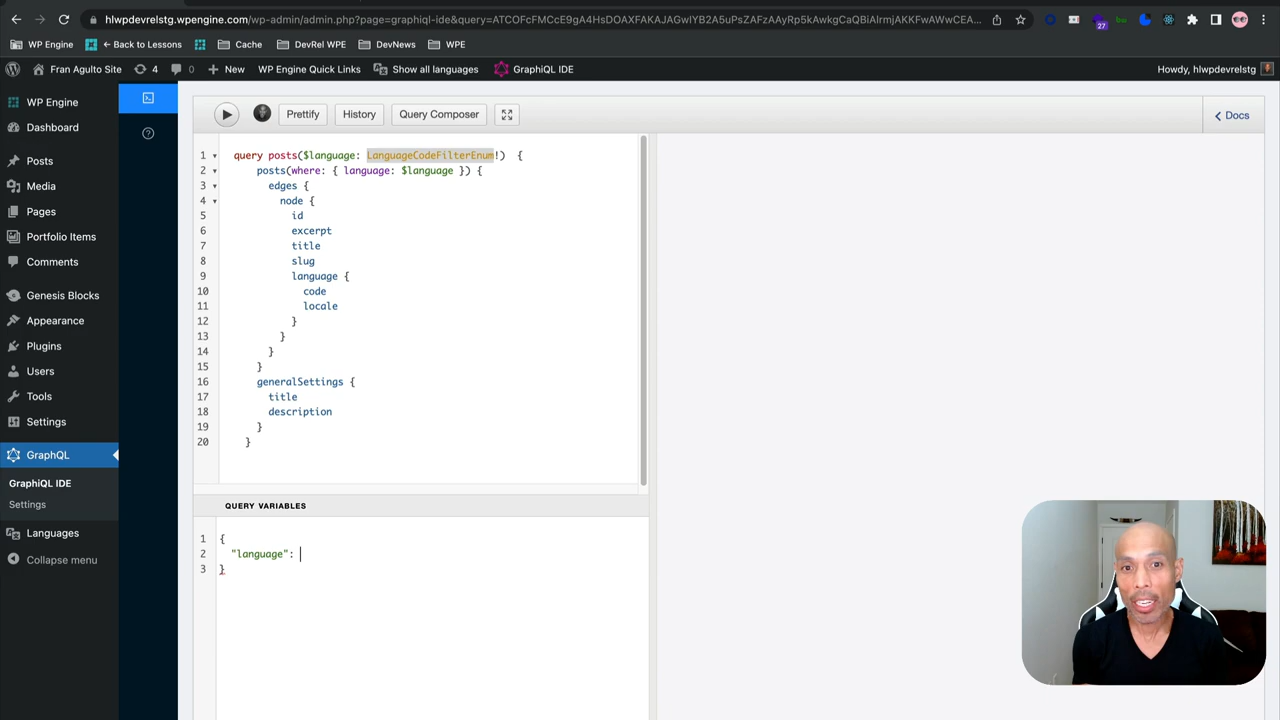 hlwpdevrelstg.wpengine.com/wp-admin/admin.php?page=graphiql-ide&query=ATCOFcFMCcE9gA4HsDOAXFAKAJAGwIYB2A5uPsZAFzAAyRp5kAwkgCaQBiAIrmjAKKFwAWwCEA...
27
WP Engine
← Back to Lessons
Cache
DevRel WPE
DevNews
WPE
Fran Agulto Site
4
0
New
WP Engine Quick Links
Show all languages
GraphiQL IDE
Howdy, hlwpdevrelstg
WP Engine
Dashboard
Posts
Media
Pages
Portfolio Items
Comments
Genesis Blocks
Appearance
Plugins
Users
Tools
Settings
GraphQL
GraphiQL IDE
Settings
Languages
Collapse menu
Prettify
History
Query Composer
Docs
1 query posts($language: LanguageCodeFilterEnum!) {
2 posts(where: { language: $language }) {
3 edges {
4 node {
5 id
6 excerpt
7 title
8 slug
9 language {
10 code
11 locale
12 }
13 }
14 }
15 }
16 generalSettings {
17 title
18 description
19 }
20 }
QUERY VARIABLES
1 {
2 "language":
3 }